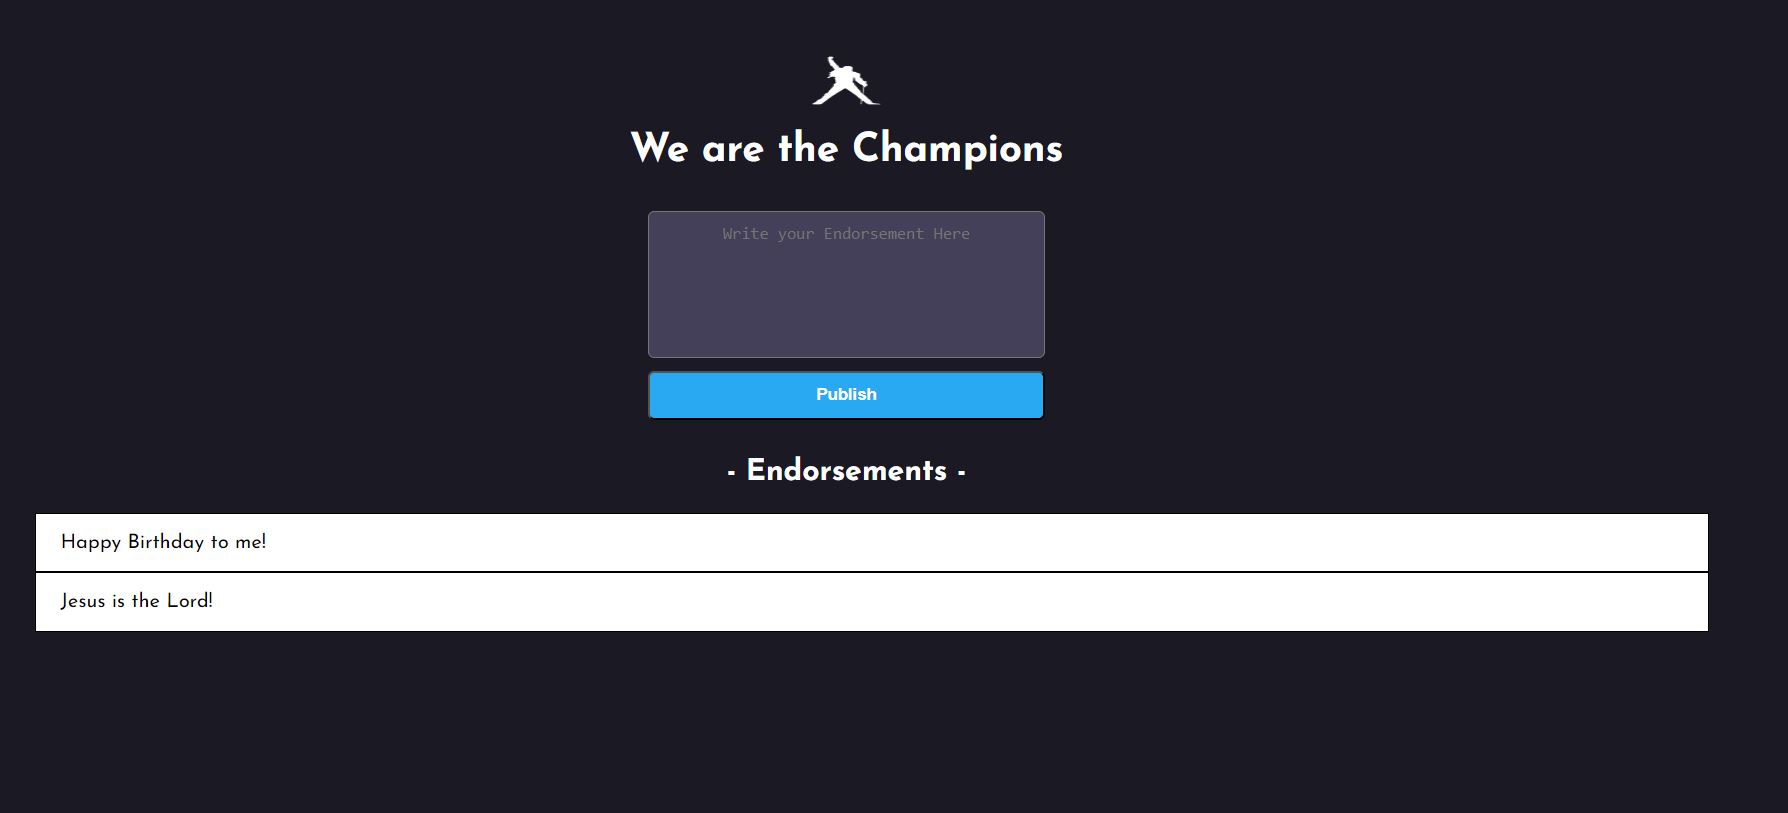 We are the Champions
Write your Endorsement Here
Publish
- Endorsements -
Happy Birthday to me!
Jesus is the Lord!